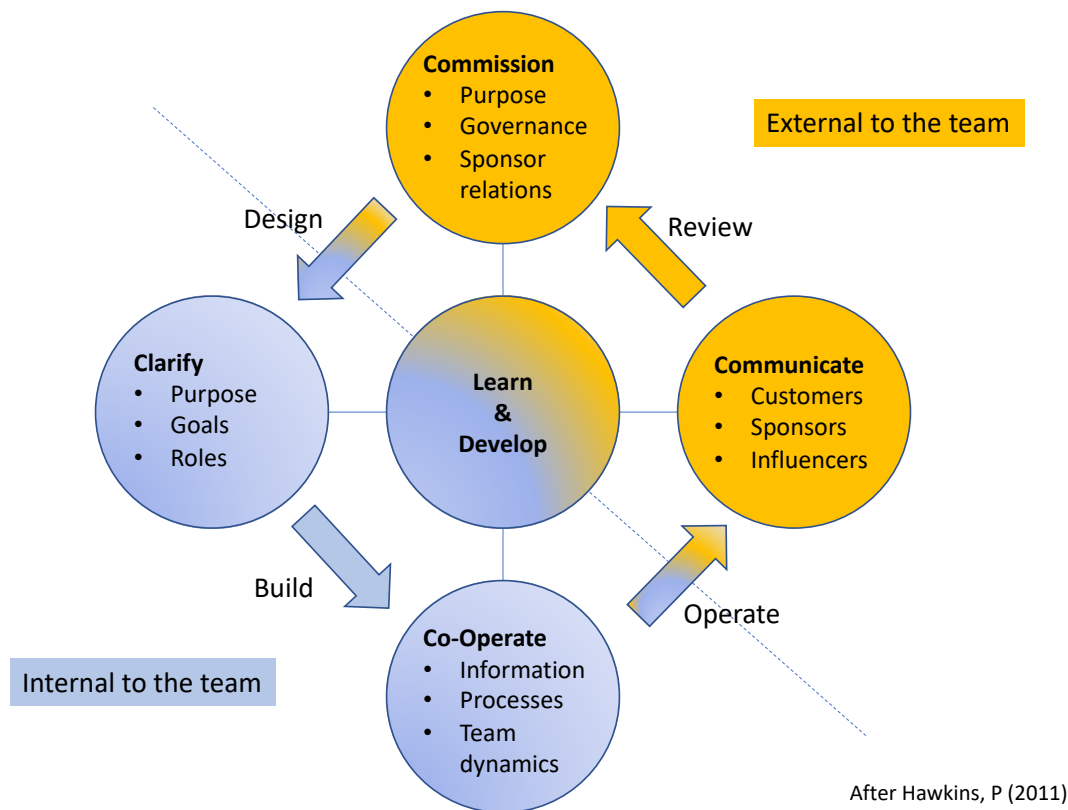 Commission
• Purpose
• Governance
• Sponsor
relations
External to the team
Design
Review
Clarify
• Purpose
• Goals
• Roles
Learn
&
Develop
Communicate
• Customers
• Sponsors
• Influencers
Build
Operate
Co-Operate
• Information
• Processes
• Team
dynamics
Internal to the team
After Hawkins, P (2011)